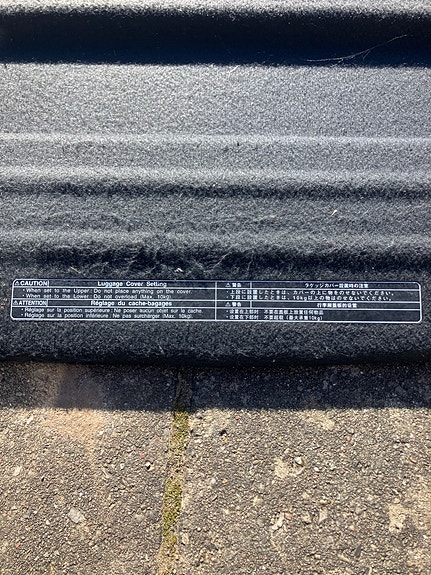 ⚠CAUTION Luggage Cover Setting
・When set to the Upper : Do not place anything on the cover.
・When set to the Lower : Do not overload (Max. 10kg).
⚠ATTENTION Réglage du cache-bagages
・Réglage sur la position supérieure : Ne poser aucun objet sur le cache.
・Réglage sur la position inférieure : Ne pas surcharger (Max. 10kg).
⚠警告 ラゲッジカバー設置時の注意
・上段に設置したときは、カバーの上に物をのせないでください。
・下段に設置したときは、10kg以上の物はのせないでください。
⚠警告 行李箱盖板的设置
・设置在上部时 不要在盖板上放置任何物品
・设置在下部时 不要超载（最大承重10kg）